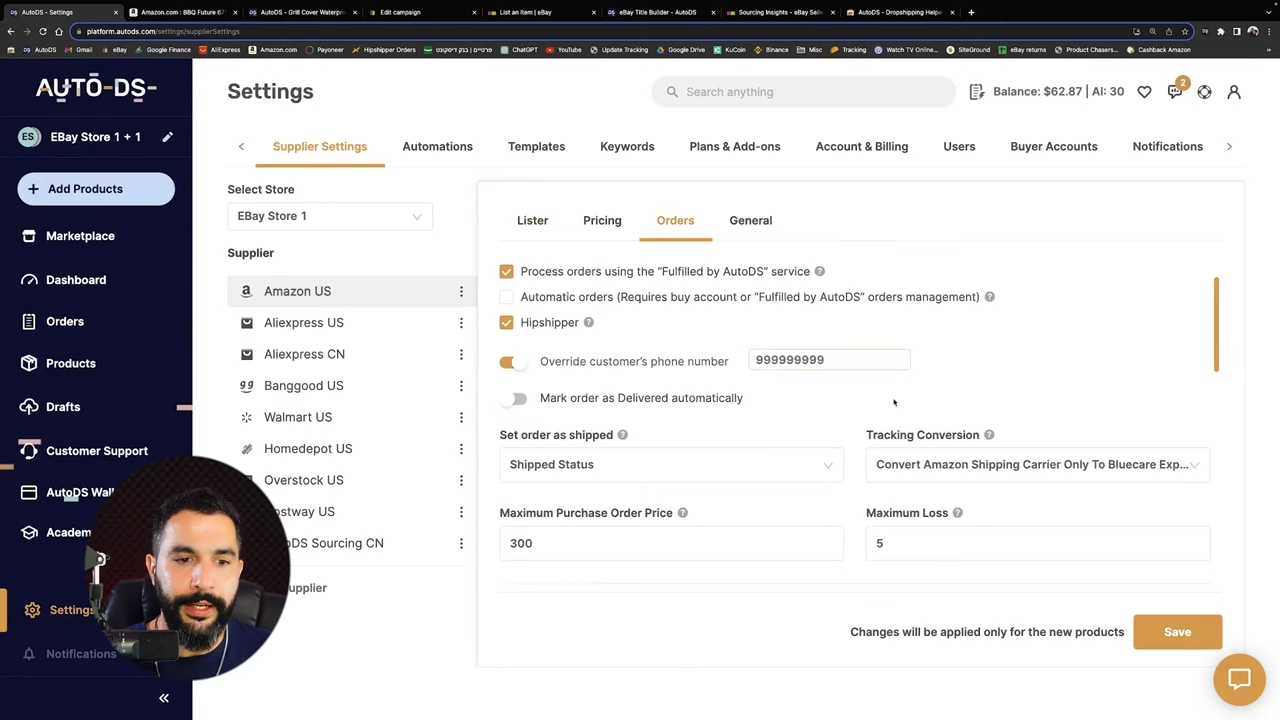 AutoDS - Settings
Amazon.com : BBQ Future 67
AutoDS - Grill Cover Waterpro
Edit campaign
List an item | eBay
eBay Title Builder - AutoDS
Sourcing Insights - eBay Selle
AutoDS - Dropshipping Helpe
platform.autods.com/settings/supplierSettings
AutoDS
Gmail
eBay
Google Finance
AliExpress
Amazon.com
Payoneer
Hipshipper Orders
ChatGPT
YouTube
Update Tracking
Google Drive
KuCoin
Binance
Misc
Tracking
Watch TV Online...
SiteGround
eBay returns
Product Chasers...
Cashback Amazon
AUTO-DS-
ES
EBay Store 1 + 1
+ Add Products
Marketplace
Dashboard
Orders
Products
Drafts
Customer Support
AutoDS Wall
Academ
Settings
Notifications
Settings
Search anything
Balance: $62.87 | AI: 30
2
Supplier Settings
Automations
Templates
Keywords
Plans & Add-ons
Account & Billing
Users
Buyer Accounts
Notifications
Select Store
EBay Store 1
Supplier
Amazon US
Aliexpress US
Aliexpress CN
Banggood US
Walmart US
Homedepot US
Overstock US
ostway US
DS Sourcing CN
upplier
Lister
Pricing
Orders
General
Process orders using the “Fulfilled by AutoDS” service
Automatic orders (Requires buy account or “Fulfilled by AutoDS” orders management)
Hipshipper
Override customer's phone number
999999999
Mark order as Delivered automatically
Set order as shipped
Tracking Conversion
Shipped Status
Convert Amazon Shipping Carrier Only To Bluecare Exp...
Maximum Purchase Order Price
Maximum Loss
300
5
Changes will be applied only for the new products
Save